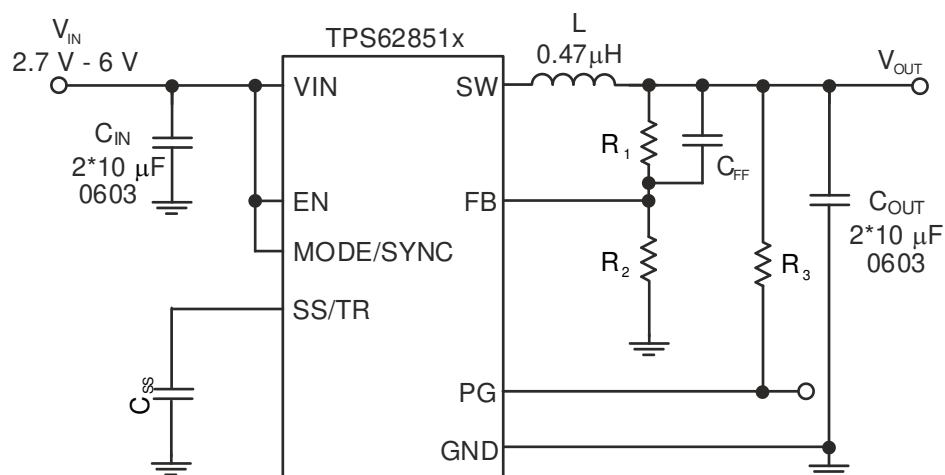 TPS62851x
V_IN
2.7 V - 6 V
VIN
SW
L
0.47μH
V_OUT
C_IN
2*10 μF
0603
EN
MODE/SYNC
FB
R_1
C_FF
R_2
R_3
C_OUT
2*10 μF
0603
SS/TR
C_SS
PG
GND